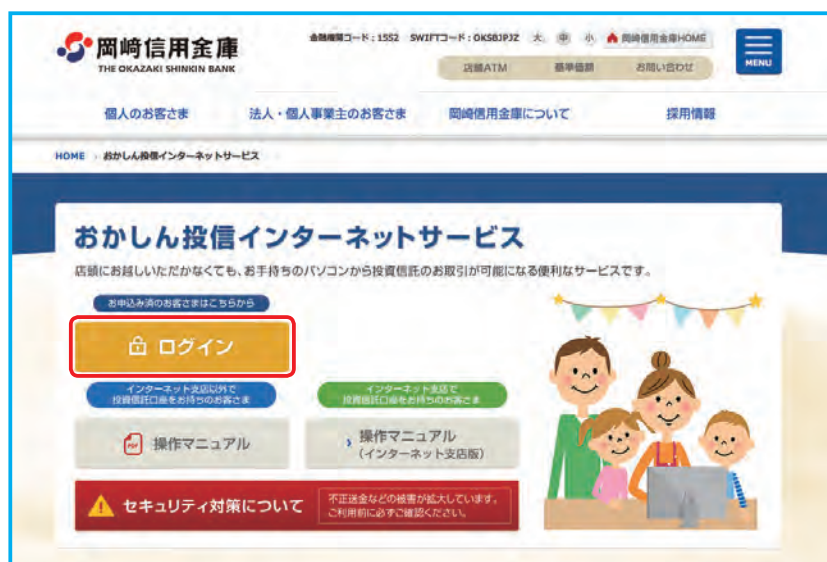 岡崎信用金庫
THE OKAZAKI SHINKIN BANK
金融機関コード:1552 SWIFTコード:OKSBJPJZ 大 中 小 岡崎信用金庫HOME
店舗ATM 基準価額 お問い合わせ
MENU
個人のお客さま 法人・個人事業主のお客さま 岡崎信用金庫について 採用情報
HOME › おかしん投信インターネットサービス
おかしん投信インターネットサービス
店頭にお越しいただかなくても、お手持ちのパソコンから投資信託のお取引が可能になる便利なサービスです。
お申込み済のお客さまはこちらから
ログイン
インターネット支店以外で
投資信託口座をお持ちのお客さま
インターネット支店で
投資信託口座をお持ちのお客さま
PDF 操作マニュアル
› 操作マニュアル
(インターネット支店版)
セキュリティ対策について
不正送金などの被害が拡大しています。
ご利用前に必ずご確認ください。